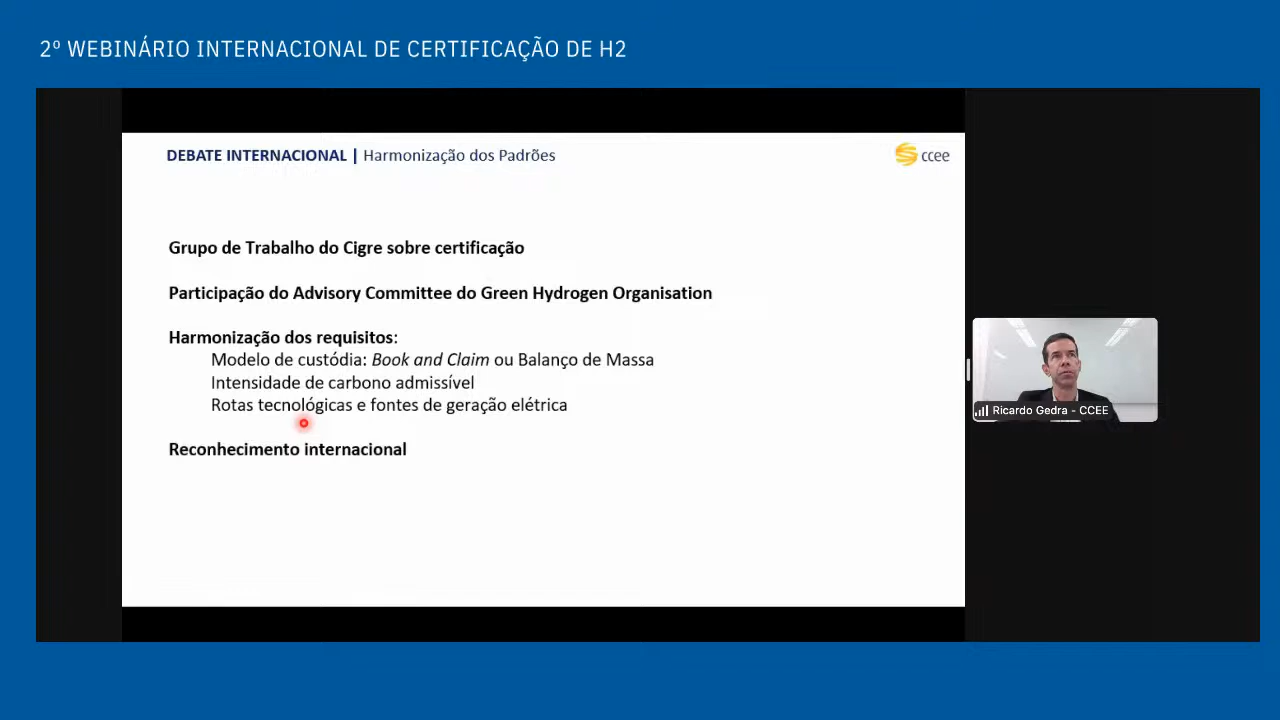 2º WEBINÁRIO INTERNACIONAL DE CERTIFICAÇÃO DE H2
DEBATE INTERNACIONAL | Harmonização dos Padrões
ccee
Grupo de Trabalho do Cigre sobre certificação
Participação do Advisory Committee do Green Hydrogen Organisation
Harmonização dos requisitos:
Modelo de custódia: Book and Claim ou Balanço de Massa
Intensidade de carbono admissível
Rotas tecnológicas e fontes de geração elétrica
Reconhecimento internacional
Ricardo Gedra - CCEE